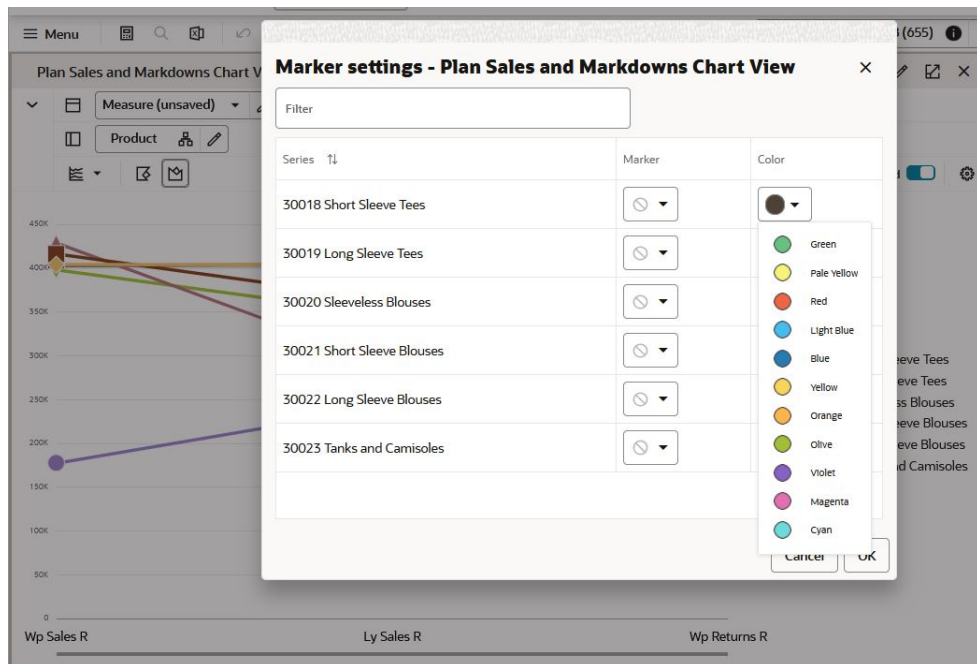 Menu
(655)
Plan Sales and Markdowns Chart V
Measure (unsaved)
Product
Marker settings - Plan Sales and Markdowns Chart View
Filter
Series Marker Color
30018 Short Sleeve Tees
30019 Long Sleeve Tees
30020 Sleeveless Blouses
30021 Short Sleeve Blouses
30022 Long Sleeve Blouses
30023 Tanks and Camisoles
Green
Pale Yellow
Red
Light Blue
Blue
Yellow
Orange
Olive
Violet
Magenta
Cyan
Cancel OK
450K
400K
350K
300K
250K
200K
150K
100K
50K
0
Wp Sales R Ly Sales R Wp Returns R
eeve Tees
eve Tees
ss Blouses
eeve Blouses
eve Blouses
d Camisoles